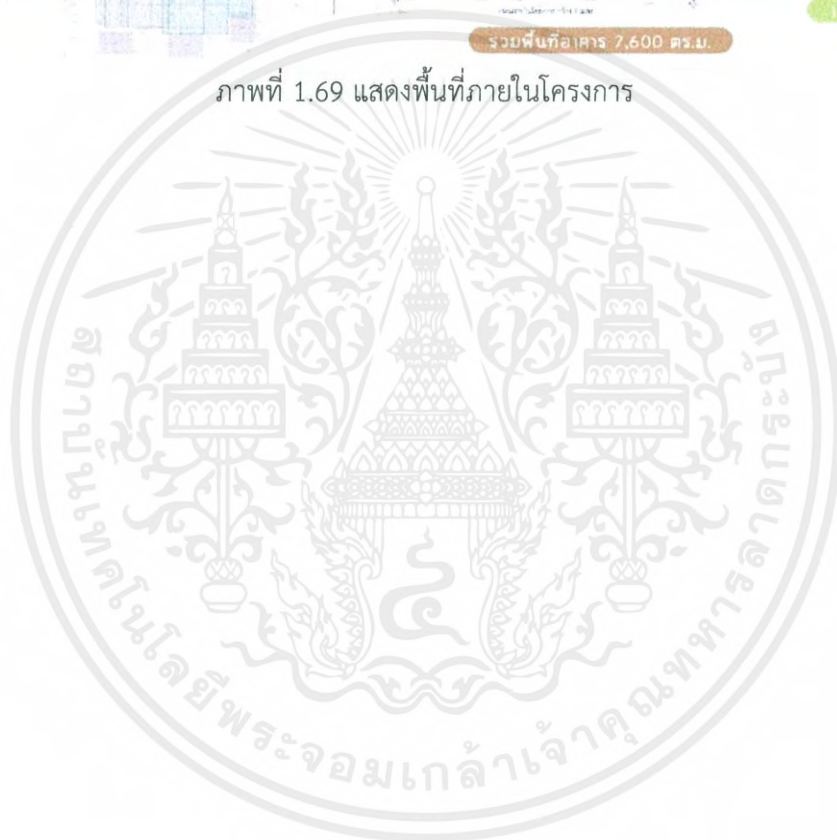 รวมพื้นที่อาคาร 7,600 ตร.ม.
ภาพที่ 1.69 แสดงพื้นที่ภายในโครงการ
สถาบันเทคโนโลยีพระจอมเกล้าเจ้าคุณทหารลาดกระบัง